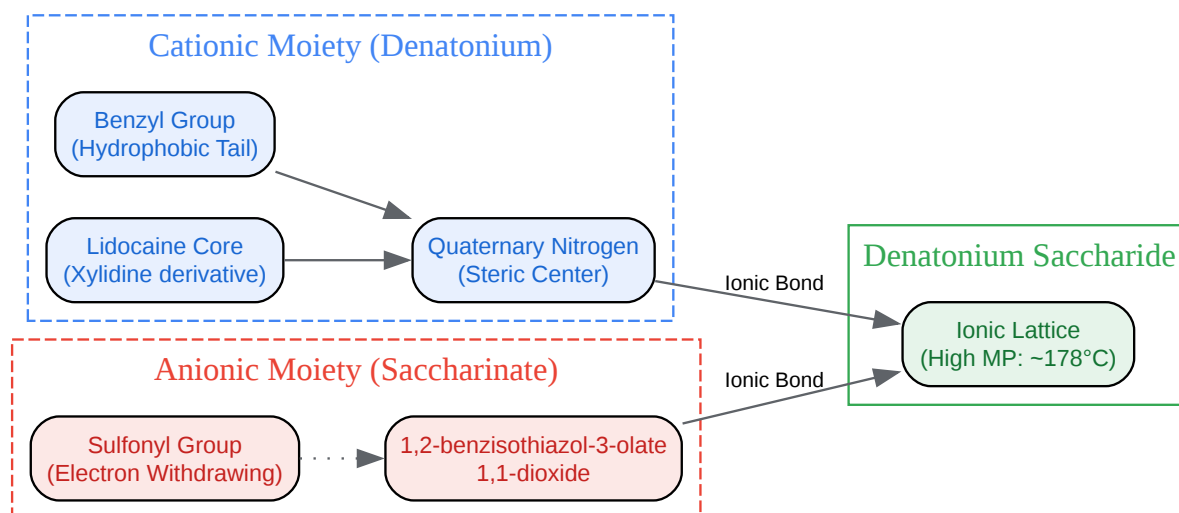 Cationic Moiety (Denatonium)
Benzyl Group
(Hydrophobic Tail)
Lidocaine Core
(Xylidine derivative)
Quaternary Nitrogen
(Steric Center)
Ionic Bond
Denatonium Saccharide
Ionic Lattice
(High MP: ~178°C)
Anionic Moiety (Saccharinate)
Ionic Bond
Sulfonyl Group
(Electron Withdrawing)
1,2-benzisothiazol-3-olate
1,1-dioxide